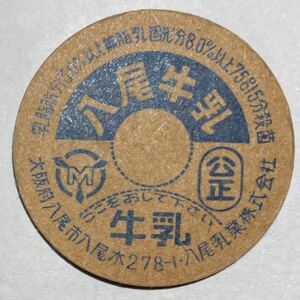 乳脂肪分3.0%以上無脂乳固形分8.0%以上75℃15分殺菌
八尾牛乳
M
公正
ここをおして下さい
牛乳
大阪府八尾市八尾木278-1・八尾乳業株式会社